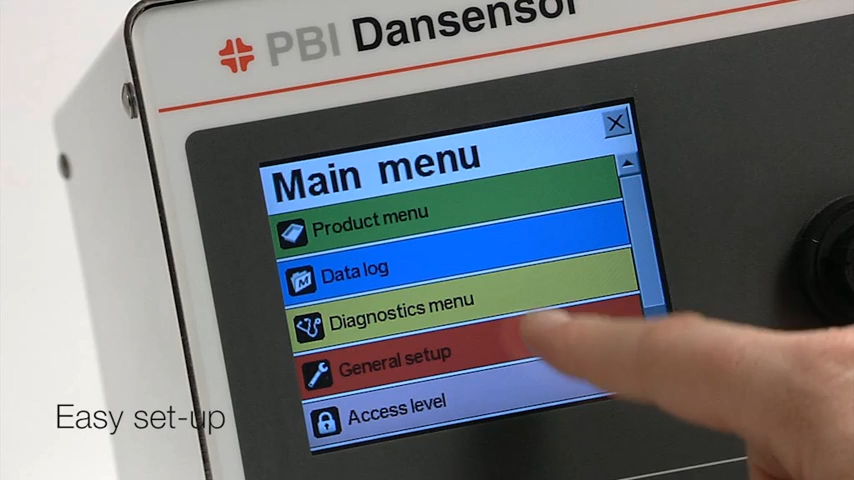 PBI Dansensor
Main menu
Product menu
Data log
Diagnostics menu
General setup
Access level
Easy set-up